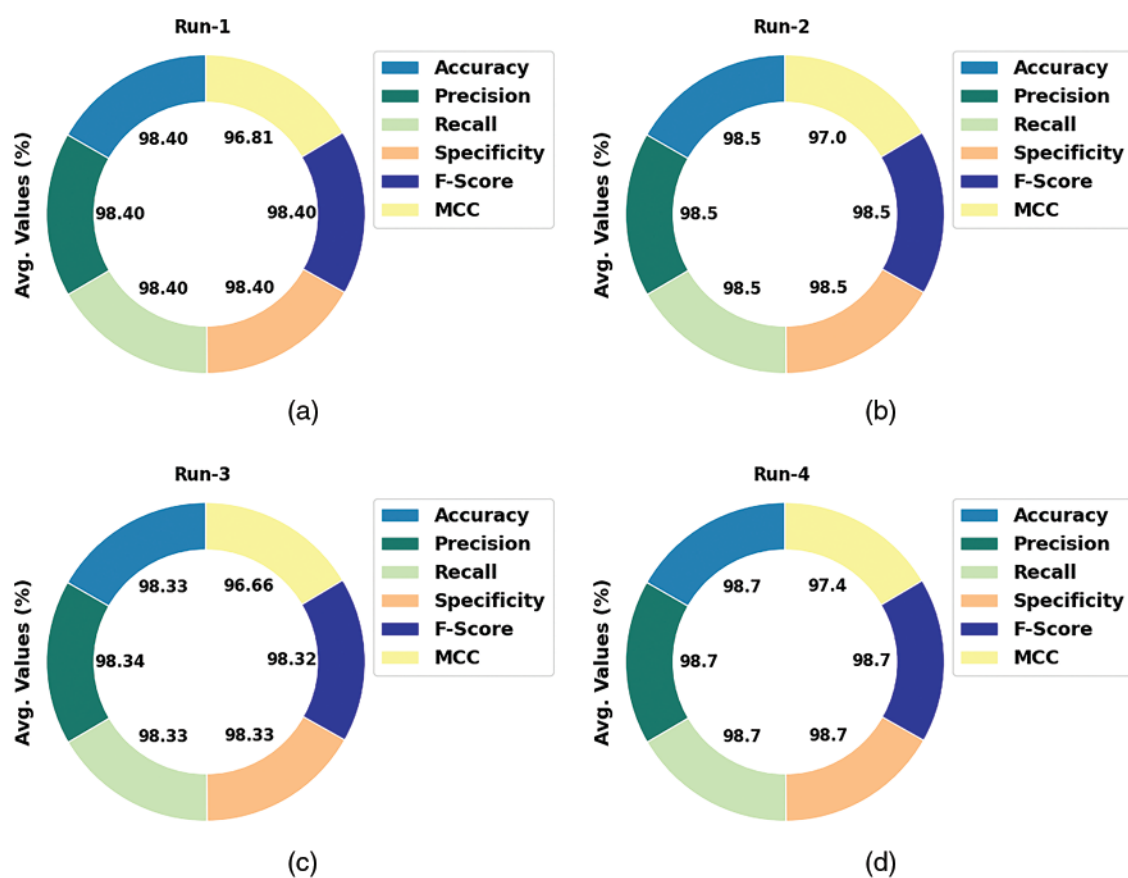 Run-1
Avg. Values (%)
98.40
96.81
98.40
98.40
98.40
98.40
Accuracy
Precision
Recall
Specificity
F-Score
MCC
(a)
Run-2
Avg. Values (%)
98.5
97.0
98.5
98.5
98.5
98.5
Accuracy
Precision
Recall
Specificity
F-Score
MCC
(b)
Run-3
Avg. Values (%)
98.33
96.66
98.34
98.32
98.33
98.33
Accuracy
Precision
Recall
Specificity
F-Score
MCC
(c)
Run-4
Avg. Values (%)
98.7
97.4
98.7
98.7
98.7
98.7
Accuracy
Precision
Recall
Specificity
F-Score
MCC
(d)